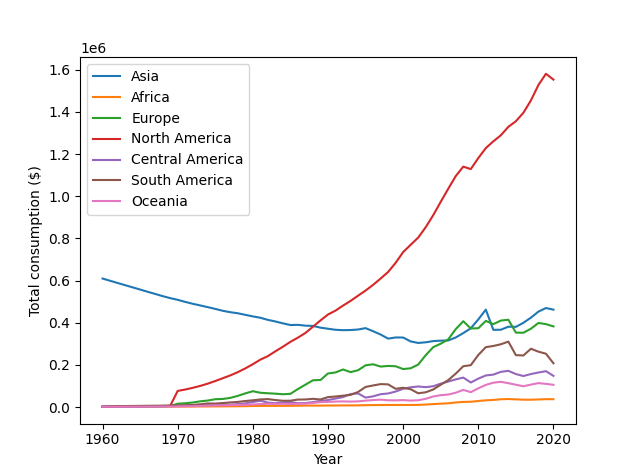 1e6
1.6
1.4
1.2
1.0
0.8
0.6
0.4
0.2
0.0
Total consumption ($)
Asia
Africa
Europe
North America
Central America
South America
Oceania
1960 1970 1980 1990 2000 2010 2020
Year